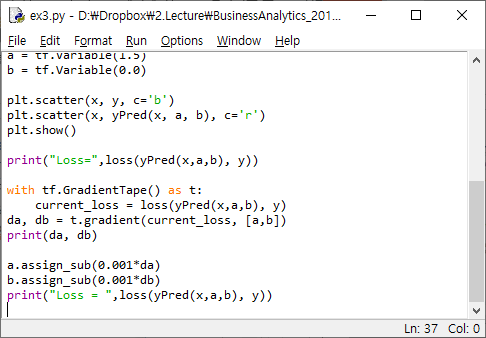 ex3.py - D:₩Dropbox₩2.Lecture₩BusinessAnalytics_201...
File Edit Format Run Options Window Help
a = tf.Variable(1.5)
b = tf.Variable(0.0)
plt.scatter(x, y, c='b')
plt.scatter(x, yPred(x, a, b), c='r')
plt.show()
print("Loss=",loss(yPred(x,a,b), y))
with tf.GradientTape() as t:
    current_loss = loss(yPred(x,a,b), y)
da, db = t.gradient(current_loss, [a,b])
print(da, db)
a.assign_sub(0.001*da)
b.assign_sub(0.001*db)
print("Loss = ",loss(yPred(x,a,b), y))
Ln: 37 Col: 0